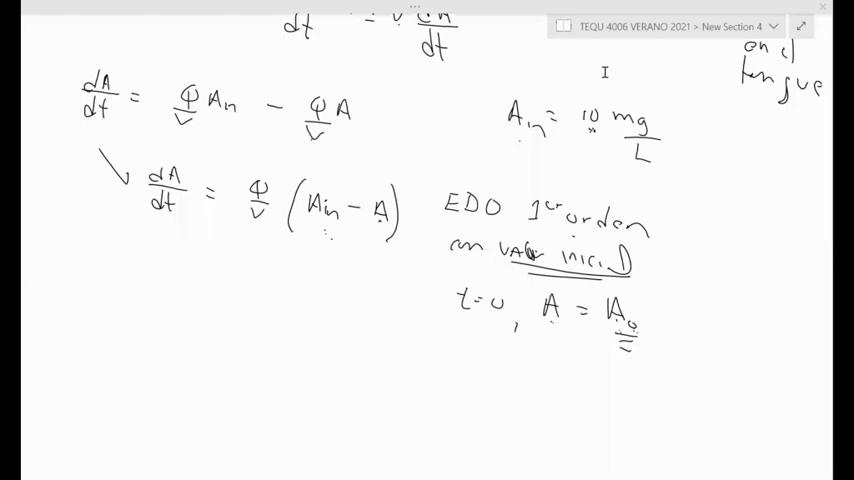 TEQU 4006 VERANO 2021 > New Section 4
dt = V dA
dt
en el
tanque
dA/dt = φ/V Ain - φ/V A
Ain = 10 mg/L
dA/dt = φ/V (Ain - A)
EDO 1er orden
con valor inicial
t=0, A = A₀